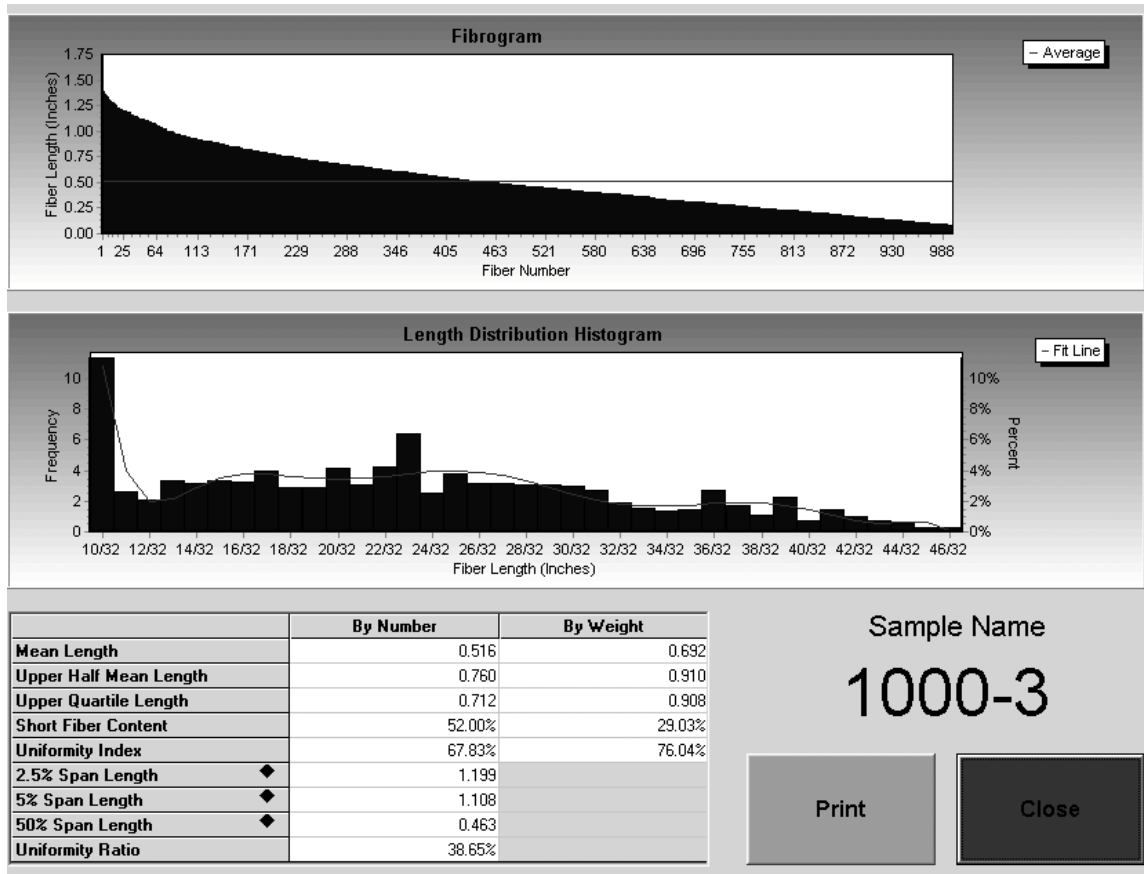 Fibrogram
– Average
Fiber Length (Inches)
1.75
1.50
1.25
1.00
0.75
0.50
0.25
0.00
1 25 64 113 171 229 288 346 405 463 521 580 638 696 755 813 872 930 988
Fiber Number
Length Distribution Histogram
– Fit Line
Frequency
10
8
6
4
2
0
10%
8%
6%
4%
2%
0%
Percent
10/32 12/32 14/32 16/32 18/32 20/32 22/32 24/32 26/32 28/32 30/32 32/32 34/32 36/32 38/32 40/32 42/32 44/32 46/32
Fiber Length (Inches)
By Number By Weight
Mean Length 0.516 0.692
Upper Half Mean Length 0.760 0.910
Upper Quartile Length 0.712 0.908
Short Fiber Content 52.00% 29.03%
Uniformity Index 67.83% 76.04%
2.5% Span Length ◆ 1.199
5% Span Length ◆ 1.108
50% Span Length ◆ 0.463
Uniformity Ratio 38.65%
Sample Name
1000-3
Print
Close